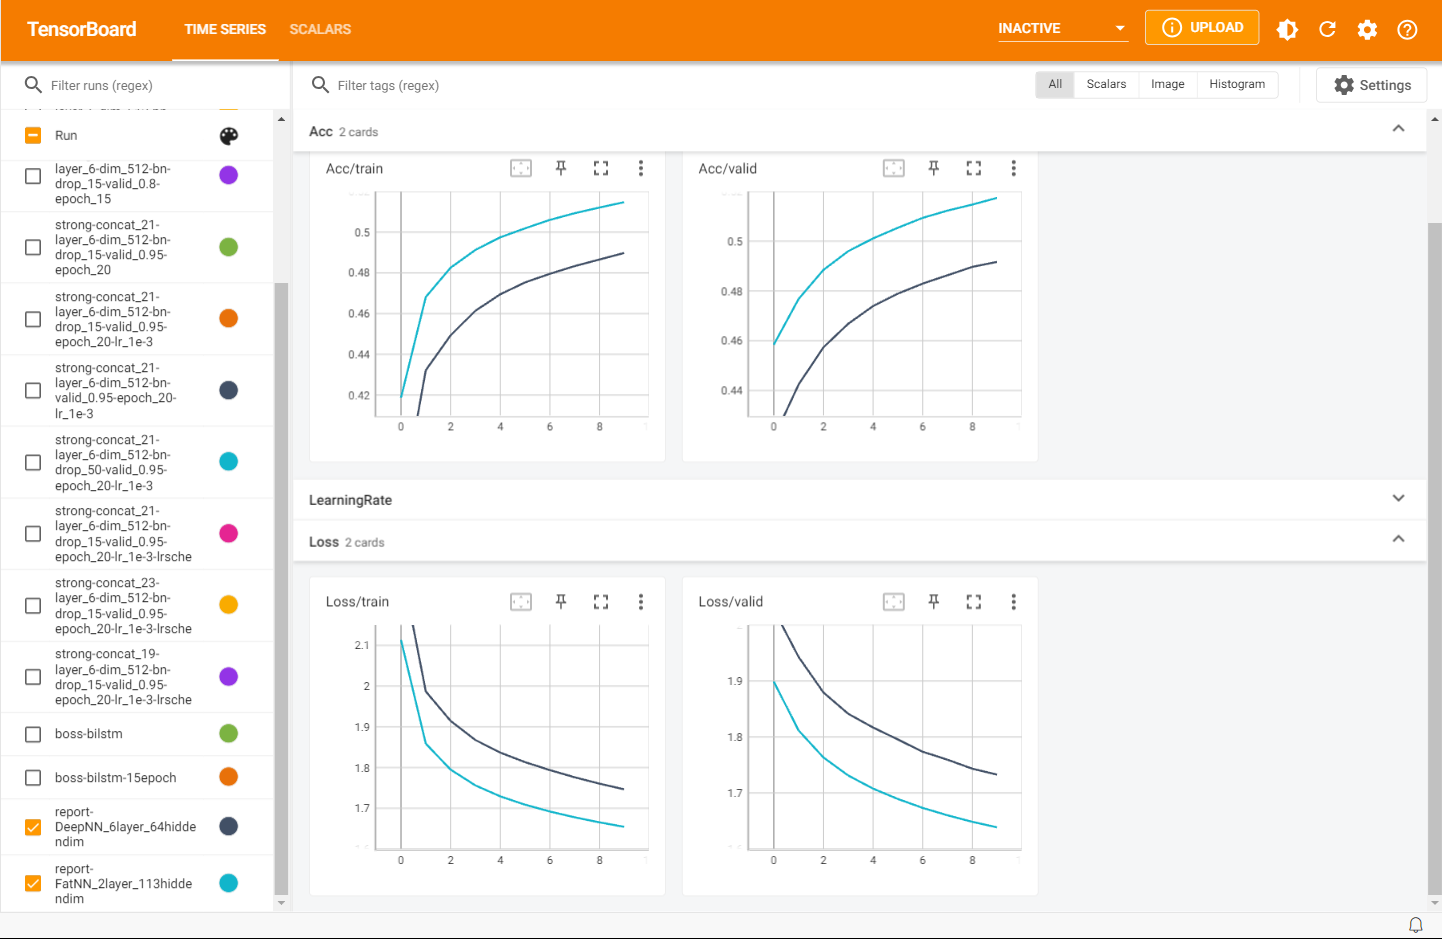 TensorBoard
TIME SERIES
SCALARS
INACTIVE
UPLOAD
Filter runs (regex)
Filter tags (regex)
All
Scalars
Image
Histogram
Settings
Run
layer_6-dim_512-bn-
drop_15-valid_0.8-
epoch_15
strong-concat_21-
layer_6-dim_512-bn-
drop_15-valid_0.95-
epoch_20
strong-concat_21-
layer_6-dim_512-bn-
drop_15-valid_0.95-
epoch_20-lr_1e-3
strong-concat_21-
layer_6-dim_512-bn-
valid_0.95-epoch_20-
lr_1e-3
strong-concat_21-
layer_6-dim_512-bn-
drop_50-valid_0.95-
epoch_20-lr_1e-3
strong-concat_21-
layer_6-dim_512-bn-
drop_15-valid_0.95-
epoch_20-lr_1e-3-lrsche
strong-concat_23-
layer_6-dim_512-bn-
drop_15-valid_0.95-
epoch_20-lr_1e-3-lrsche
strong-concat_19-
layer_6-dim_512-bn-
drop_15-valid_0.95-
epoch_20-lr_1e-3-lrsche
boss-bilstm
boss-bilstm-15epoch
report-
DeepNN_6layer_64hidde
ndim
report-
FatNN_2layer_113hidde
ndim
Acc 2 cards
Acc/train
0.5
0.48
0.46
0.44
0.42
0 2 4 6 8
Acc/valid
0.5
0.48
0.46
0.44
0 2 4 6 8
LearningRate
Loss 2 cards
Loss/train
2.1
2
1.9
1.8
1.7
0 2 4 6 8
Loss/valid
1.9
1.8
1.7
0 2 4 6 8